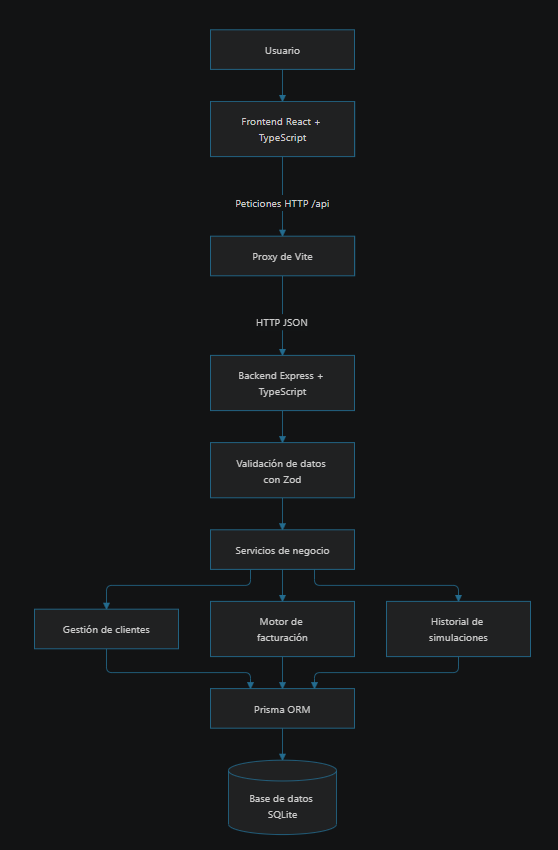 Usuario
Frontend React +
TypeScript
Peticiones HTTP /api
Proxy de Vite
HTTP JSON
Backend Express +
TypeScript
Validación de datos
con Zod
Servicios de negocio
Gestión de clientes
Motor de
facturación
Historial de
simulaciones
Prisma ORM
Base de datos
SQLite